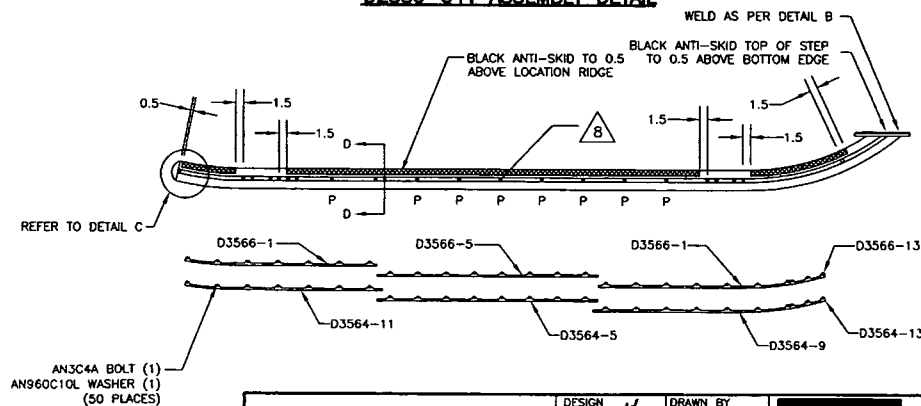 WELD AS PER DETAIL B
BLACK ANTI-SKID TO 0.5
ABOVE LOCATION RIDGE
BLACK ANTI-SKID TOP OF STEP
TO 0.5 ABOVE BOTTOM EDGE
0.5
1.5
1.5
1.5
1.5
1.5
8
D
D
P P P P P P P P
REFER TO DETAIL C
D3566-1
D3566-5
D3566-1
D3566-13
D3564-11
D3564-5
D3564-9
D3564-13
AN3C4A BOLT (1)
AN960C10L WASHER (1)
(50 PLACES)
DESIGN
DRAWN BY